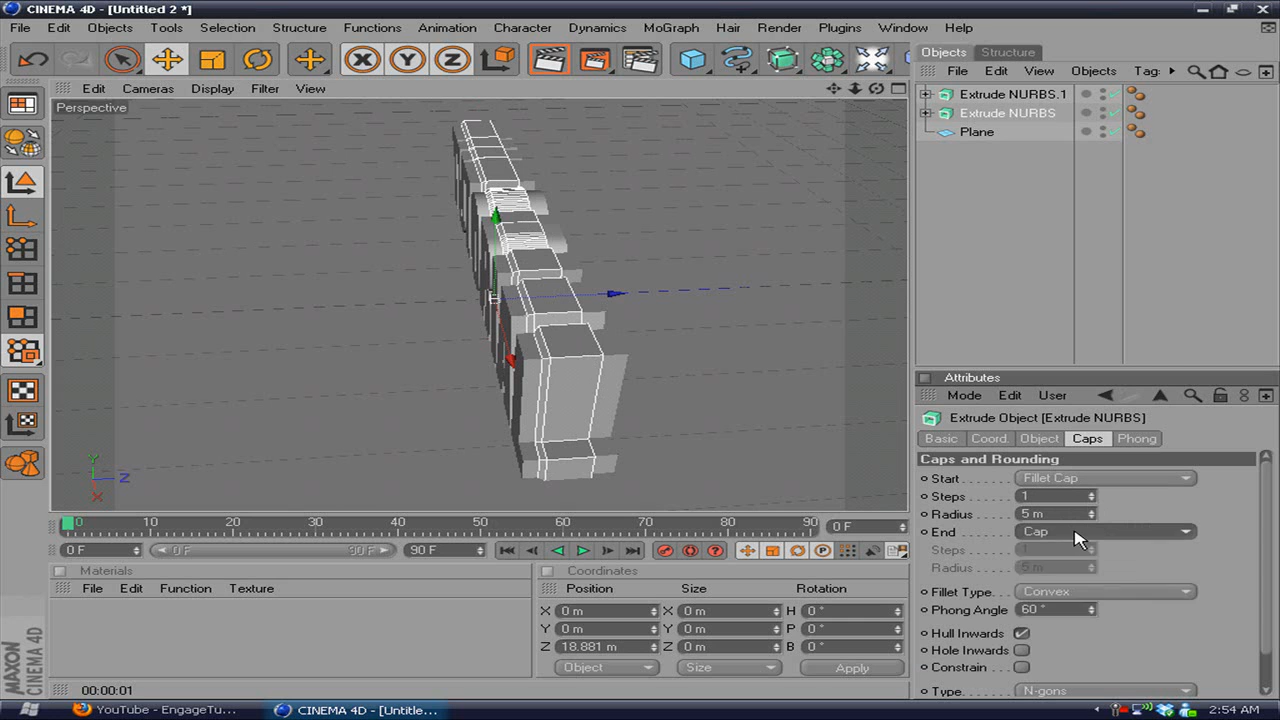 CINEMA 4D - [Untitled 2 *]
File Edit Objects Tools Selection Structure Functions Animation Character Dynamics MoGraph Hair Render Plugins Window Help
Edit Cameras Display Filter View
Perspective
Objects Structure
File Edit View Objects Tag:
Extrude NURBS.1
Extrude NURBS
Plane
Attributes
Mode Edit User
Extrude Object [Extrude NURBS]
Basic Coord. Object Caps Phong
Caps and Rounding
Start Fillet Cap
Steps 1
Radius 5 m
End Cap
Steps 1
Radius 5 m
Fillet Type Convex
Phong Angle 60 °
Hull Inwards
Hole Inwards
Constrain
Type N-gons
Y
Z
X
0 10 20 30 40 50 60 70 80 90 0 F
0 F 0 F 90 F 90 F
Materials
File Edit Function Texture
Coordinates
Position Size Rotation
X 0 m X 0 m H 0 °
Y 0 m Y 0 m P 0 °
Z 18.881 m Z 0 m B 0 °
Object Size Apply
MAXON
CINEMA 4D
00:00:01
YouTube - EngageTu...
CINEMA 4D - [Untitle...
2:54 AM